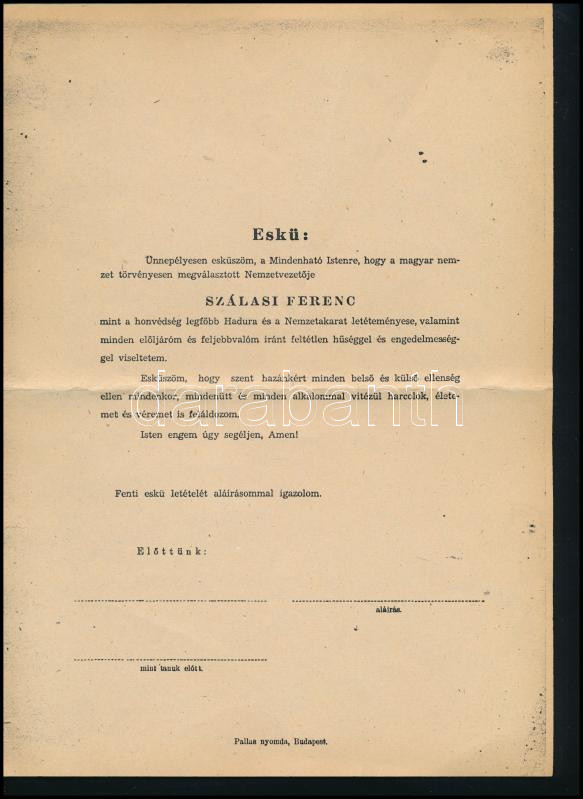 Eskü:
Ünnepélyesen esküszöm, a Mindenható Istenre, hogy a magyar nem-
zet törvényesen megválasztott Nemzetvezetője
SZÁLASI FERENC
mint a honvédség legfőbb Hadura és a Nemzetakarat letéteményese, valamint
minden előljáróm és feljebbvalóm iránt feltétlen hűséggel és engedelmesség-
gel viseltetem.
Esküszöm, hogy szent hazánkért minden belső és külső ellenség
ellen mindenkor, mindenütt és minden alkalommal vitézül harcolok, élete-
met és véremet is feláldozom.
darabanth
Isten engem úgy segéljen, Amen!
Fenti eskü letételét aláírásommal igazolom.
Előttünk:
aláírás.
mint tanuk előtt.
Pallas nyomda, Budapest.